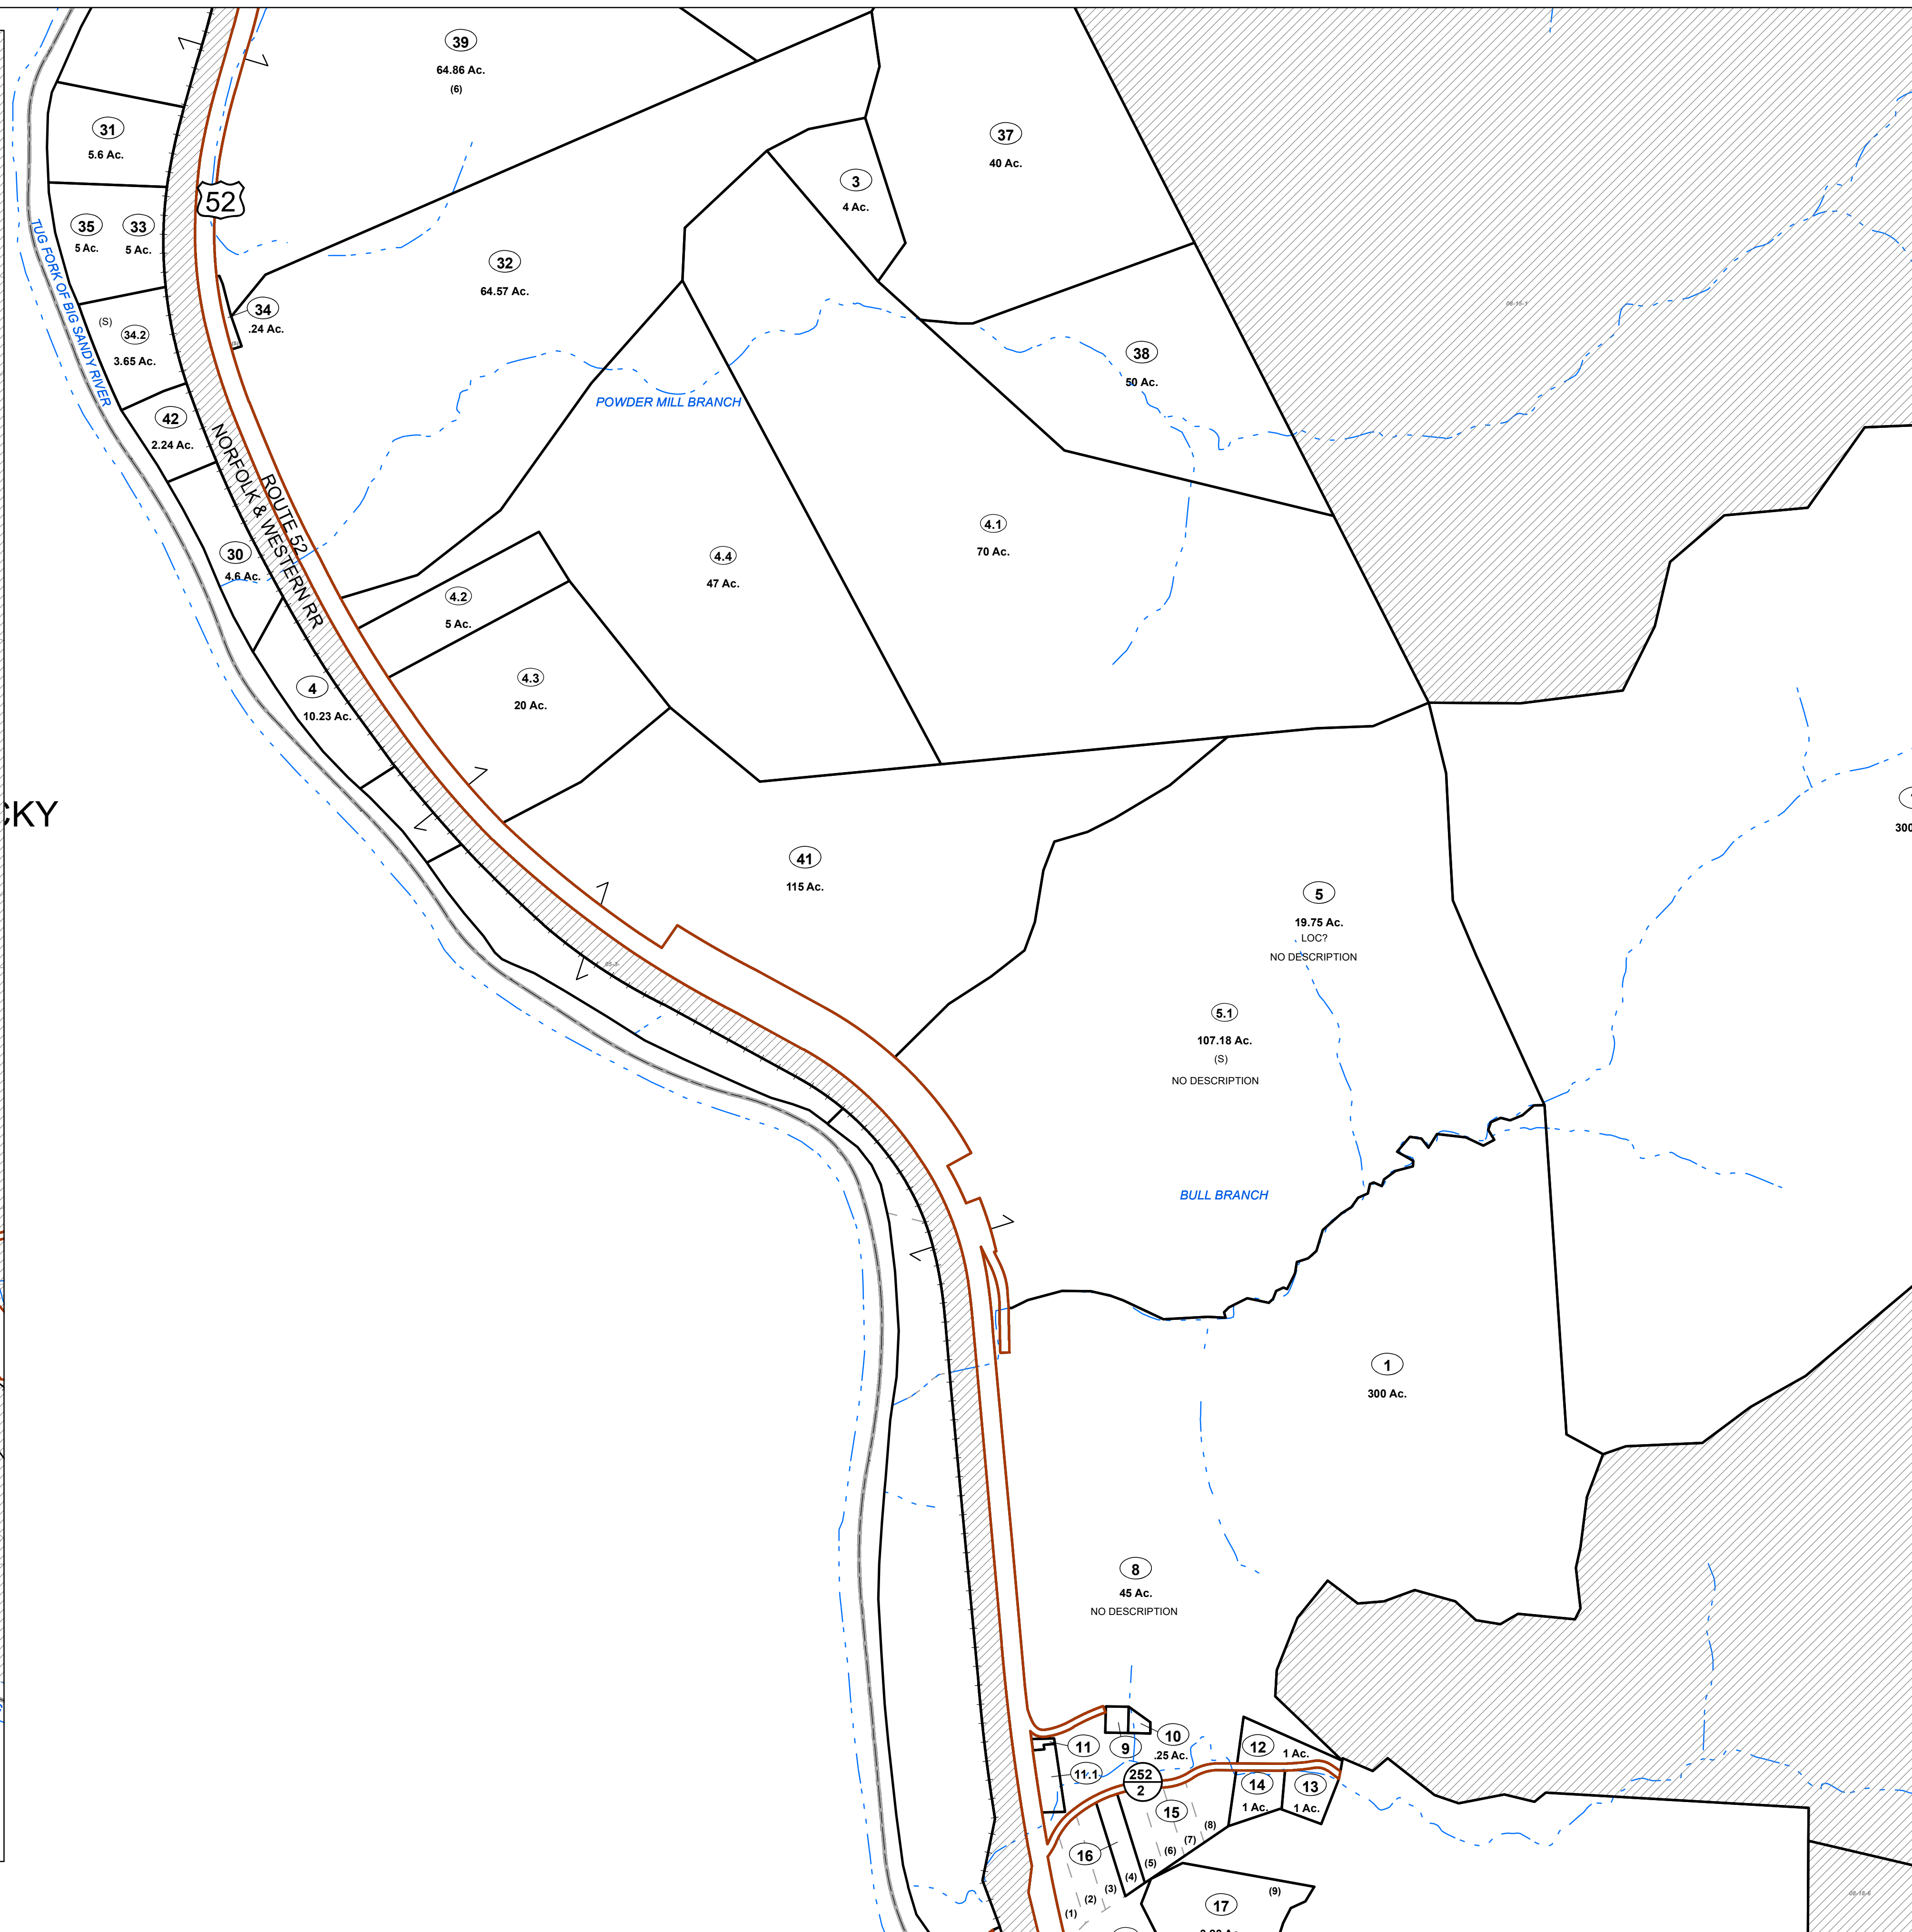 39
64.86 Ac.
(6)
31
5.6 Ac.
37
40 Ac.
3
4 Ac.
52
35
5 Ac.
33
5 Ac.
TUG FORK OF BIG SANDY RIVER
32
64.57 Ac.
34
.24 Ac.
(S)
34.2
3.65 Ac.
08-10-1
38
50 Ac.
POWDER MILL BRANCH
42
2.24 Ac.
NORFOLK & WESTERN RR
ROUTE 52
30
4.6 Ac.
4.1
70 Ac.
4.4
47 Ac.
4.2
5 Ac.
4.3
20 Ac.
4
10.23 Ac.
CKY
300
41
115 Ac.
5
19.75 Ac.
LOC?
NO DESCRIPTION
05-3-
5.1
107.18 Ac.
(S)
NO DESCRIPTION
BULL BRANCH
1
300 Ac.
8
45 Ac.
NO DESCRIPTION
10
.25 Ac.
9
11
11.1
12
1 Ac.
252
2
14
1 Ac.
13
1 Ac.
15
(8)
(7)
(6)
(5)
(4)
(3)
(2)
(1)
16
17
(9)